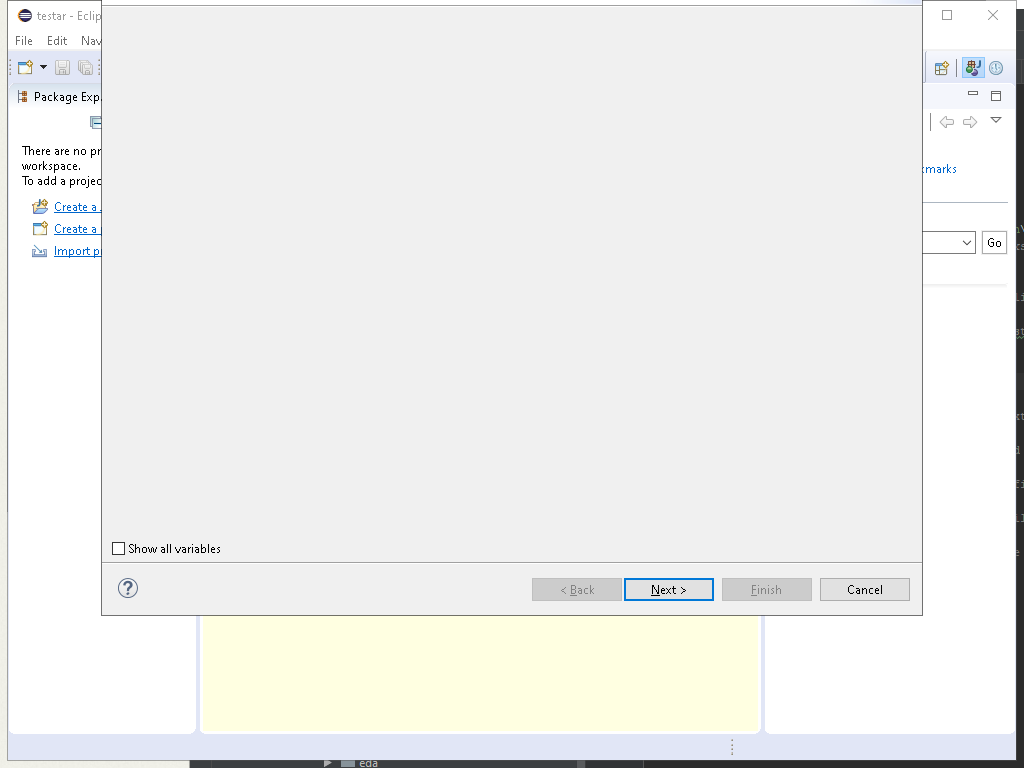 testar - Eclip
File Edit Nav
Package Exp
There are no pr
workspace.
To add a projec
Create a
Create a
Import p
kmarks
Go
Show all variables
< Back Next > Finish Cancel
eda